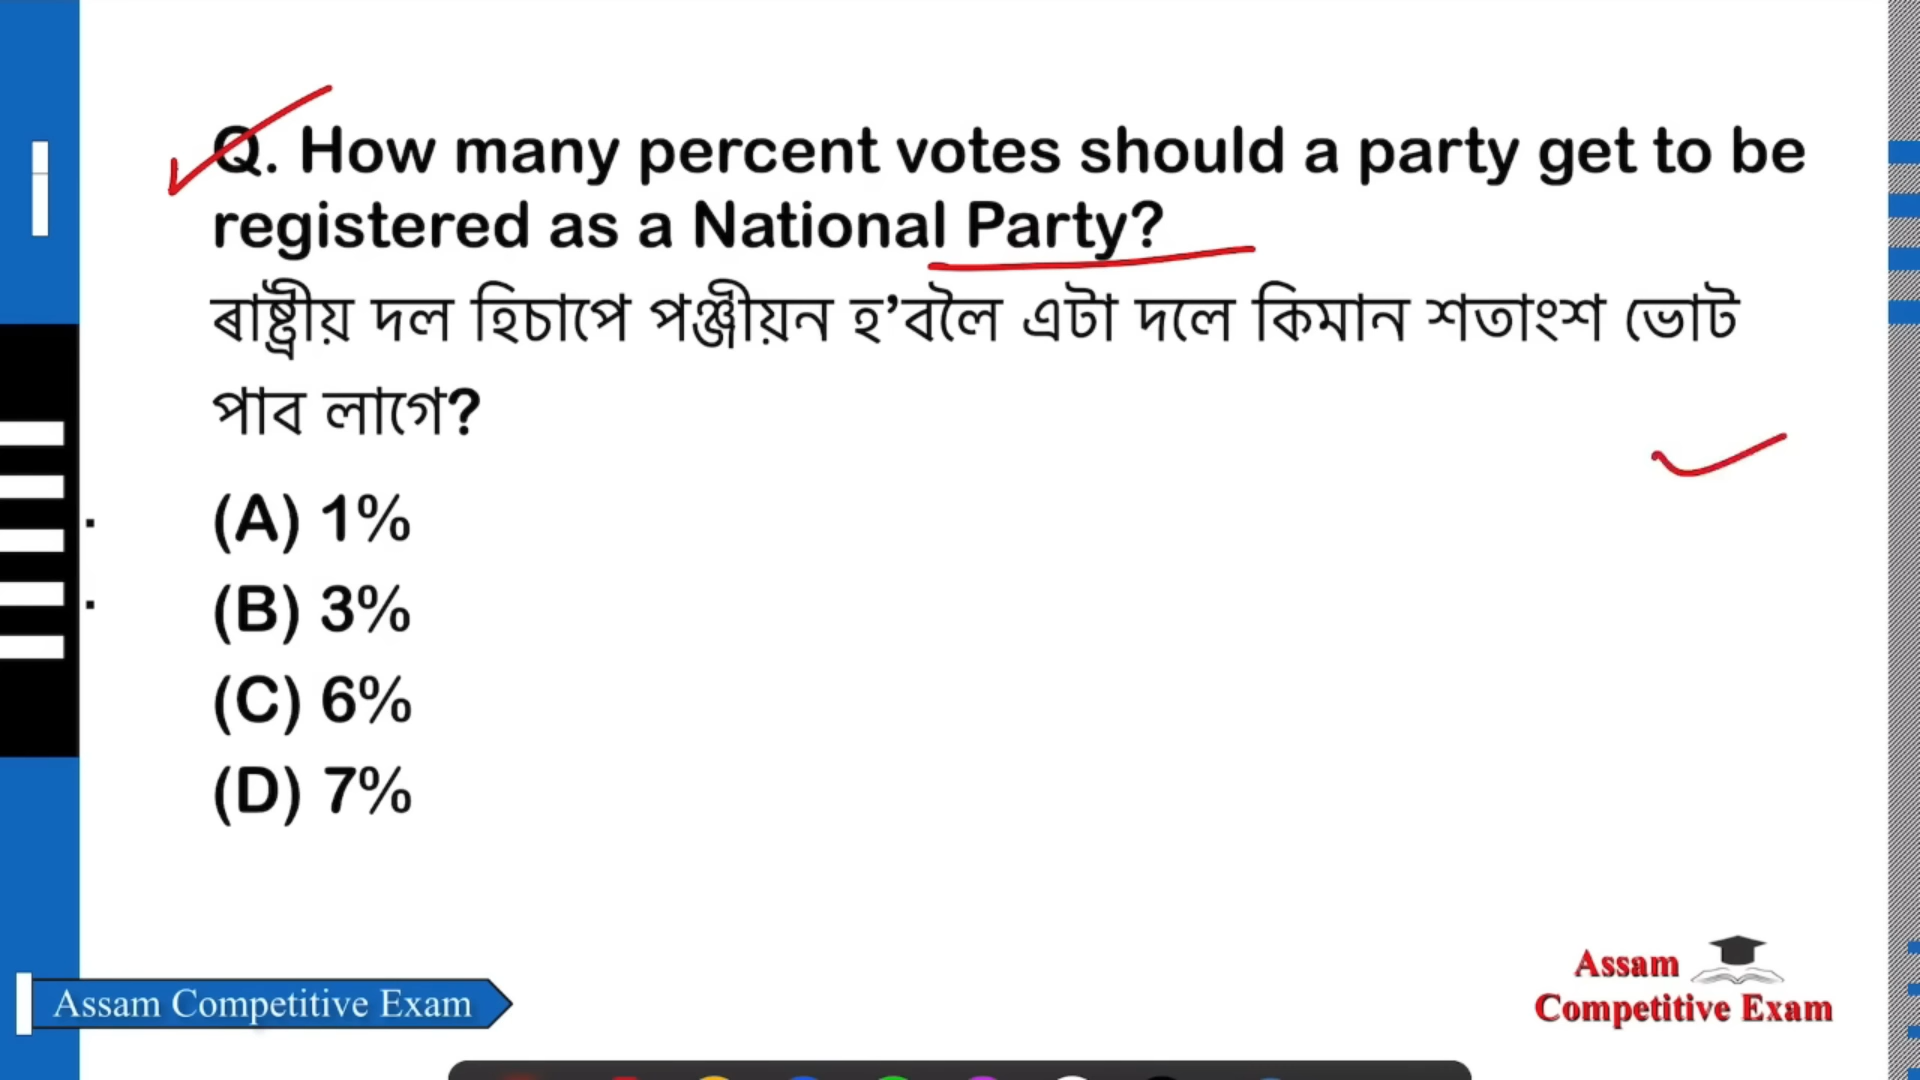 Q. How many percent votes should a party get to be
registered as a National Party?
ৰাষ্ট্ৰীয় দল হিচাপে পঞ্জীয়ন হ’বলৈ এটা দলে কিমান শতাংশ ভোট
পাব লাগে?
(A) 1%
(B) 3%
(C) 6%
(D) 7%
Assam Competitive Exam
Assam
Competitive Exam